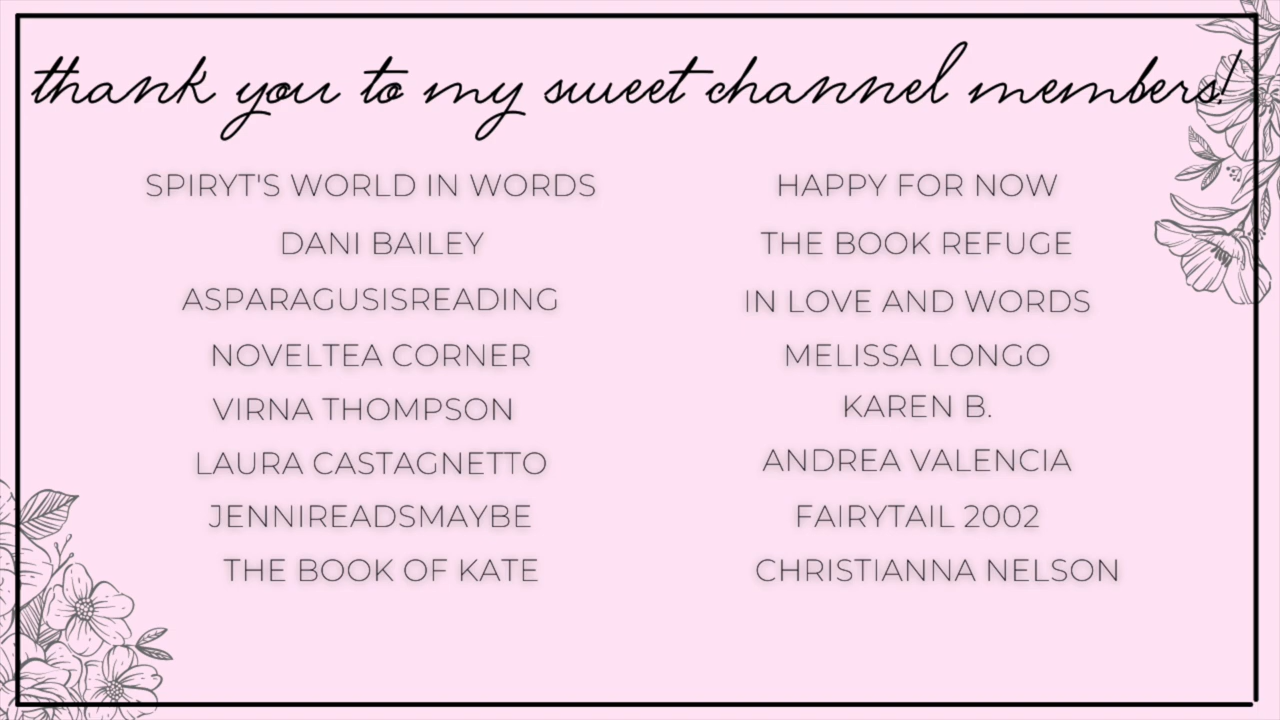 thank you to my sweet channel members!
SPIRYT'S WORLD IN WORDS
DANI BAILEY
ASPARAGUSISREADING
NOVELTEA CORNER
VIRNA THOMPSON
LAURA CASTAGNETTO
JENNIREADSMAYBE
THE BOOK OF KATE
HAPPY FOR NOW
THE BOOK REFUGE
IN LOVE AND WORDS
MELISSA LONGO
KAREN B.
ANDREA VALENCIA
FAIRYTAIL 2002
CHRISTIANNA NELSON